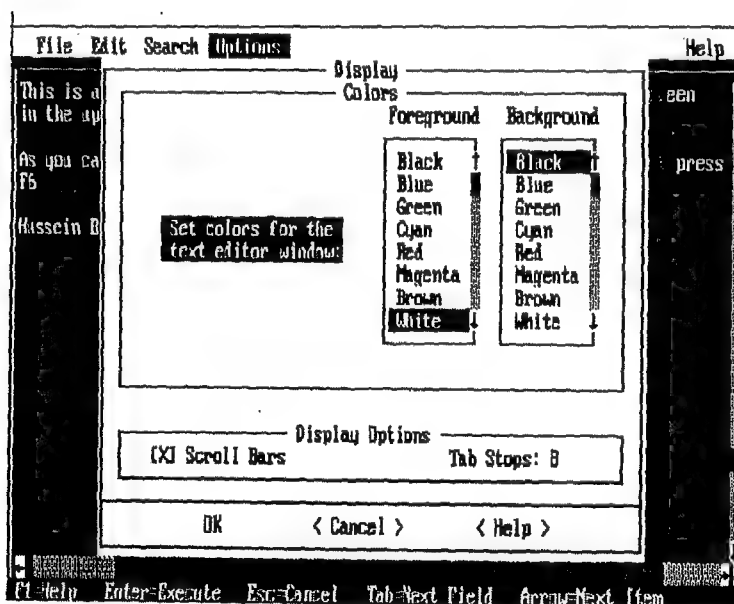 File Edit Search Options Help
Display
Colors
Foreground Background
This is a
in the up
een
As you ca
F6
press
Hussein B
Set colors for the
text editor window:
Black
Blue
Green
Cyan
Red
Magenta
Brown
White
Black
Blue
Green
Cyan
Red
Magenta
Brown
White
Display Options
[X] Scroll Bars Tab Stops: 8
OK < Cancel > < Help >
F1=Help Enter=Execute Esc=Cancel Tab=Next Field Arrow=Next Item